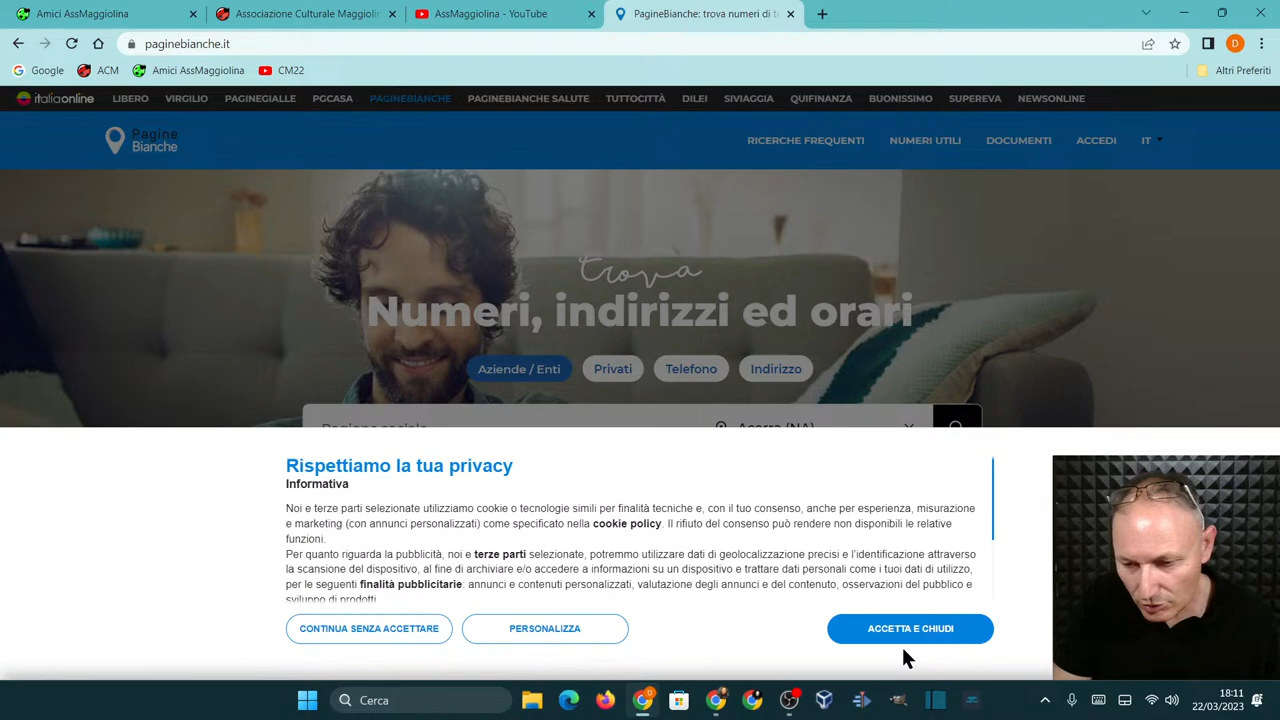 Amici AssMaggiolina
Associazione Culturale Maggiolin
AssMaggiolina - YouTube
PagineBianche: trova numeri di t
paginebianche.it
Google ACM Amici AssMaggiolina CM22 Altri Preferiti
italiaonline LIBERO VIRGILIO PAGINEGIALLE PGCASA PAGINEBIANCHE PAGINEBIANCHE SALUTE TUTTOCITTÀ DILEI SIVIAGGIA QUIFINANZA BUONISSIMO SUPEREVA NEWSONLINE
Pagine
Bianche
RICERCHE FREQUENTI NUMERI UTILI DOCUMENTI ACCEDI IT
trova
Numeri, indirizzi ed orari
Aziende / Enti Privati Telefono Indirizzo
Ragione sociale Acerra (NA)
Rispettiamo la tua privacy
Informativa
Noi e terze parti selezionate utilizziamo cookie o tecnologie simili per finalità tecniche e, con il tuo consenso, anche per esperienza, misurazione
e marketing (con annunci personalizzati) come specificato nella cookie policy. Il rifiuto del consenso può rendere non disponibili le relative
funzioni.
Per quanto riguarda la pubblicità, noi e terze parti selezionate, potremmo utilizzare dati di geolocalizzazione precisi e l'identificazione attraverso
la scansione del dispositivo, al fine di archiviare e/o accedere a informazioni su un dispositivo e trattare dati personali come i tuoi dati di utilizzo,
per le seguenti finalità pubblicitarie: annunci e contenuti personalizzati, valutazione degli annunci e del contenuto, osservazioni del pubblico e
sviluppo di prodotti.
CONTINUA SENZA ACCETTARE PERSONALIZZA ACCETTA E CHIUDI
Cerca
18:11
22/03/2023